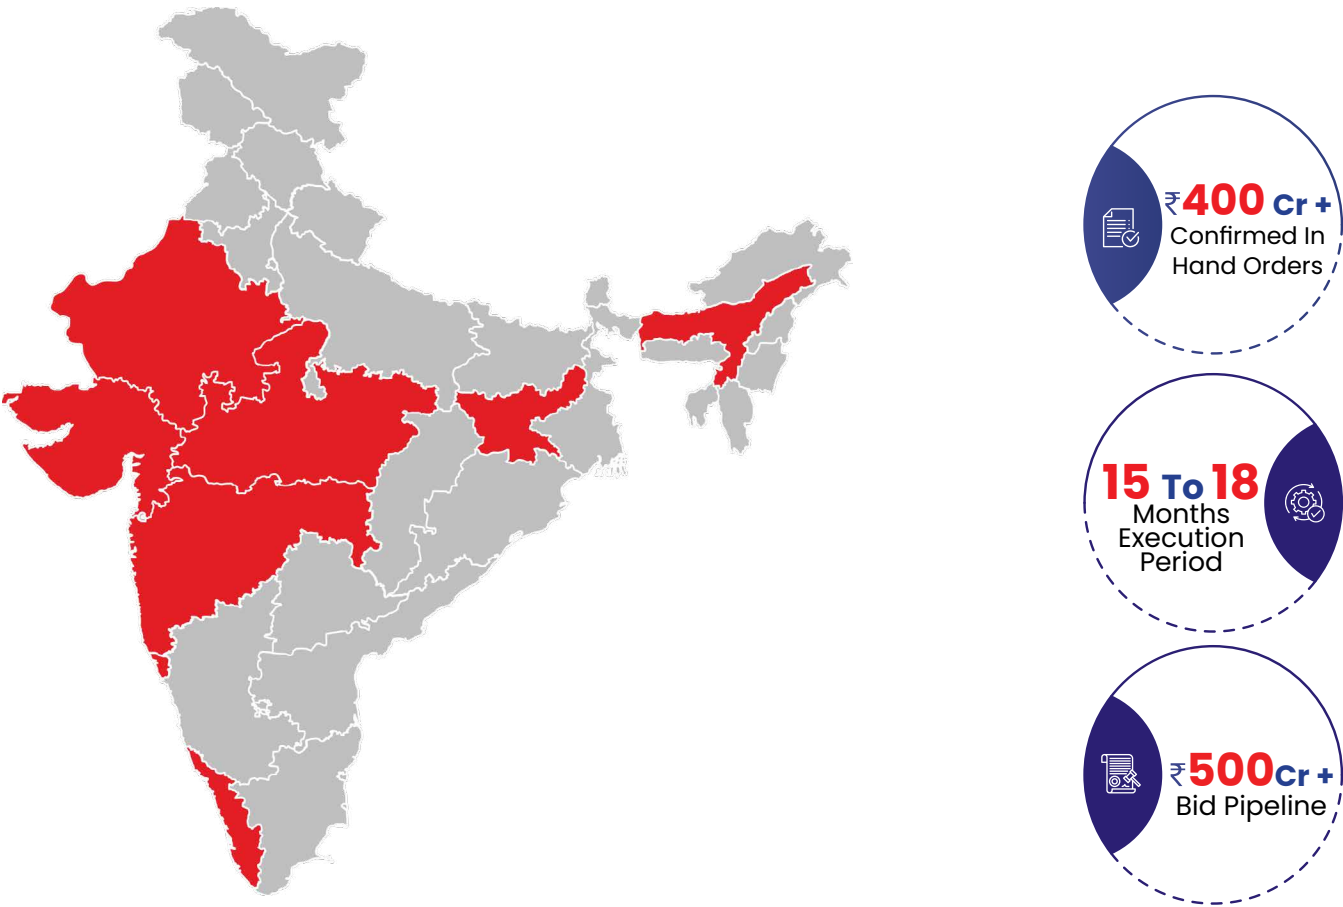 ₹400 Cr +
Confirmed In
Hand Orders
15 To 18
Months
Execution
Period
₹500Cr +
Bid Pipeline